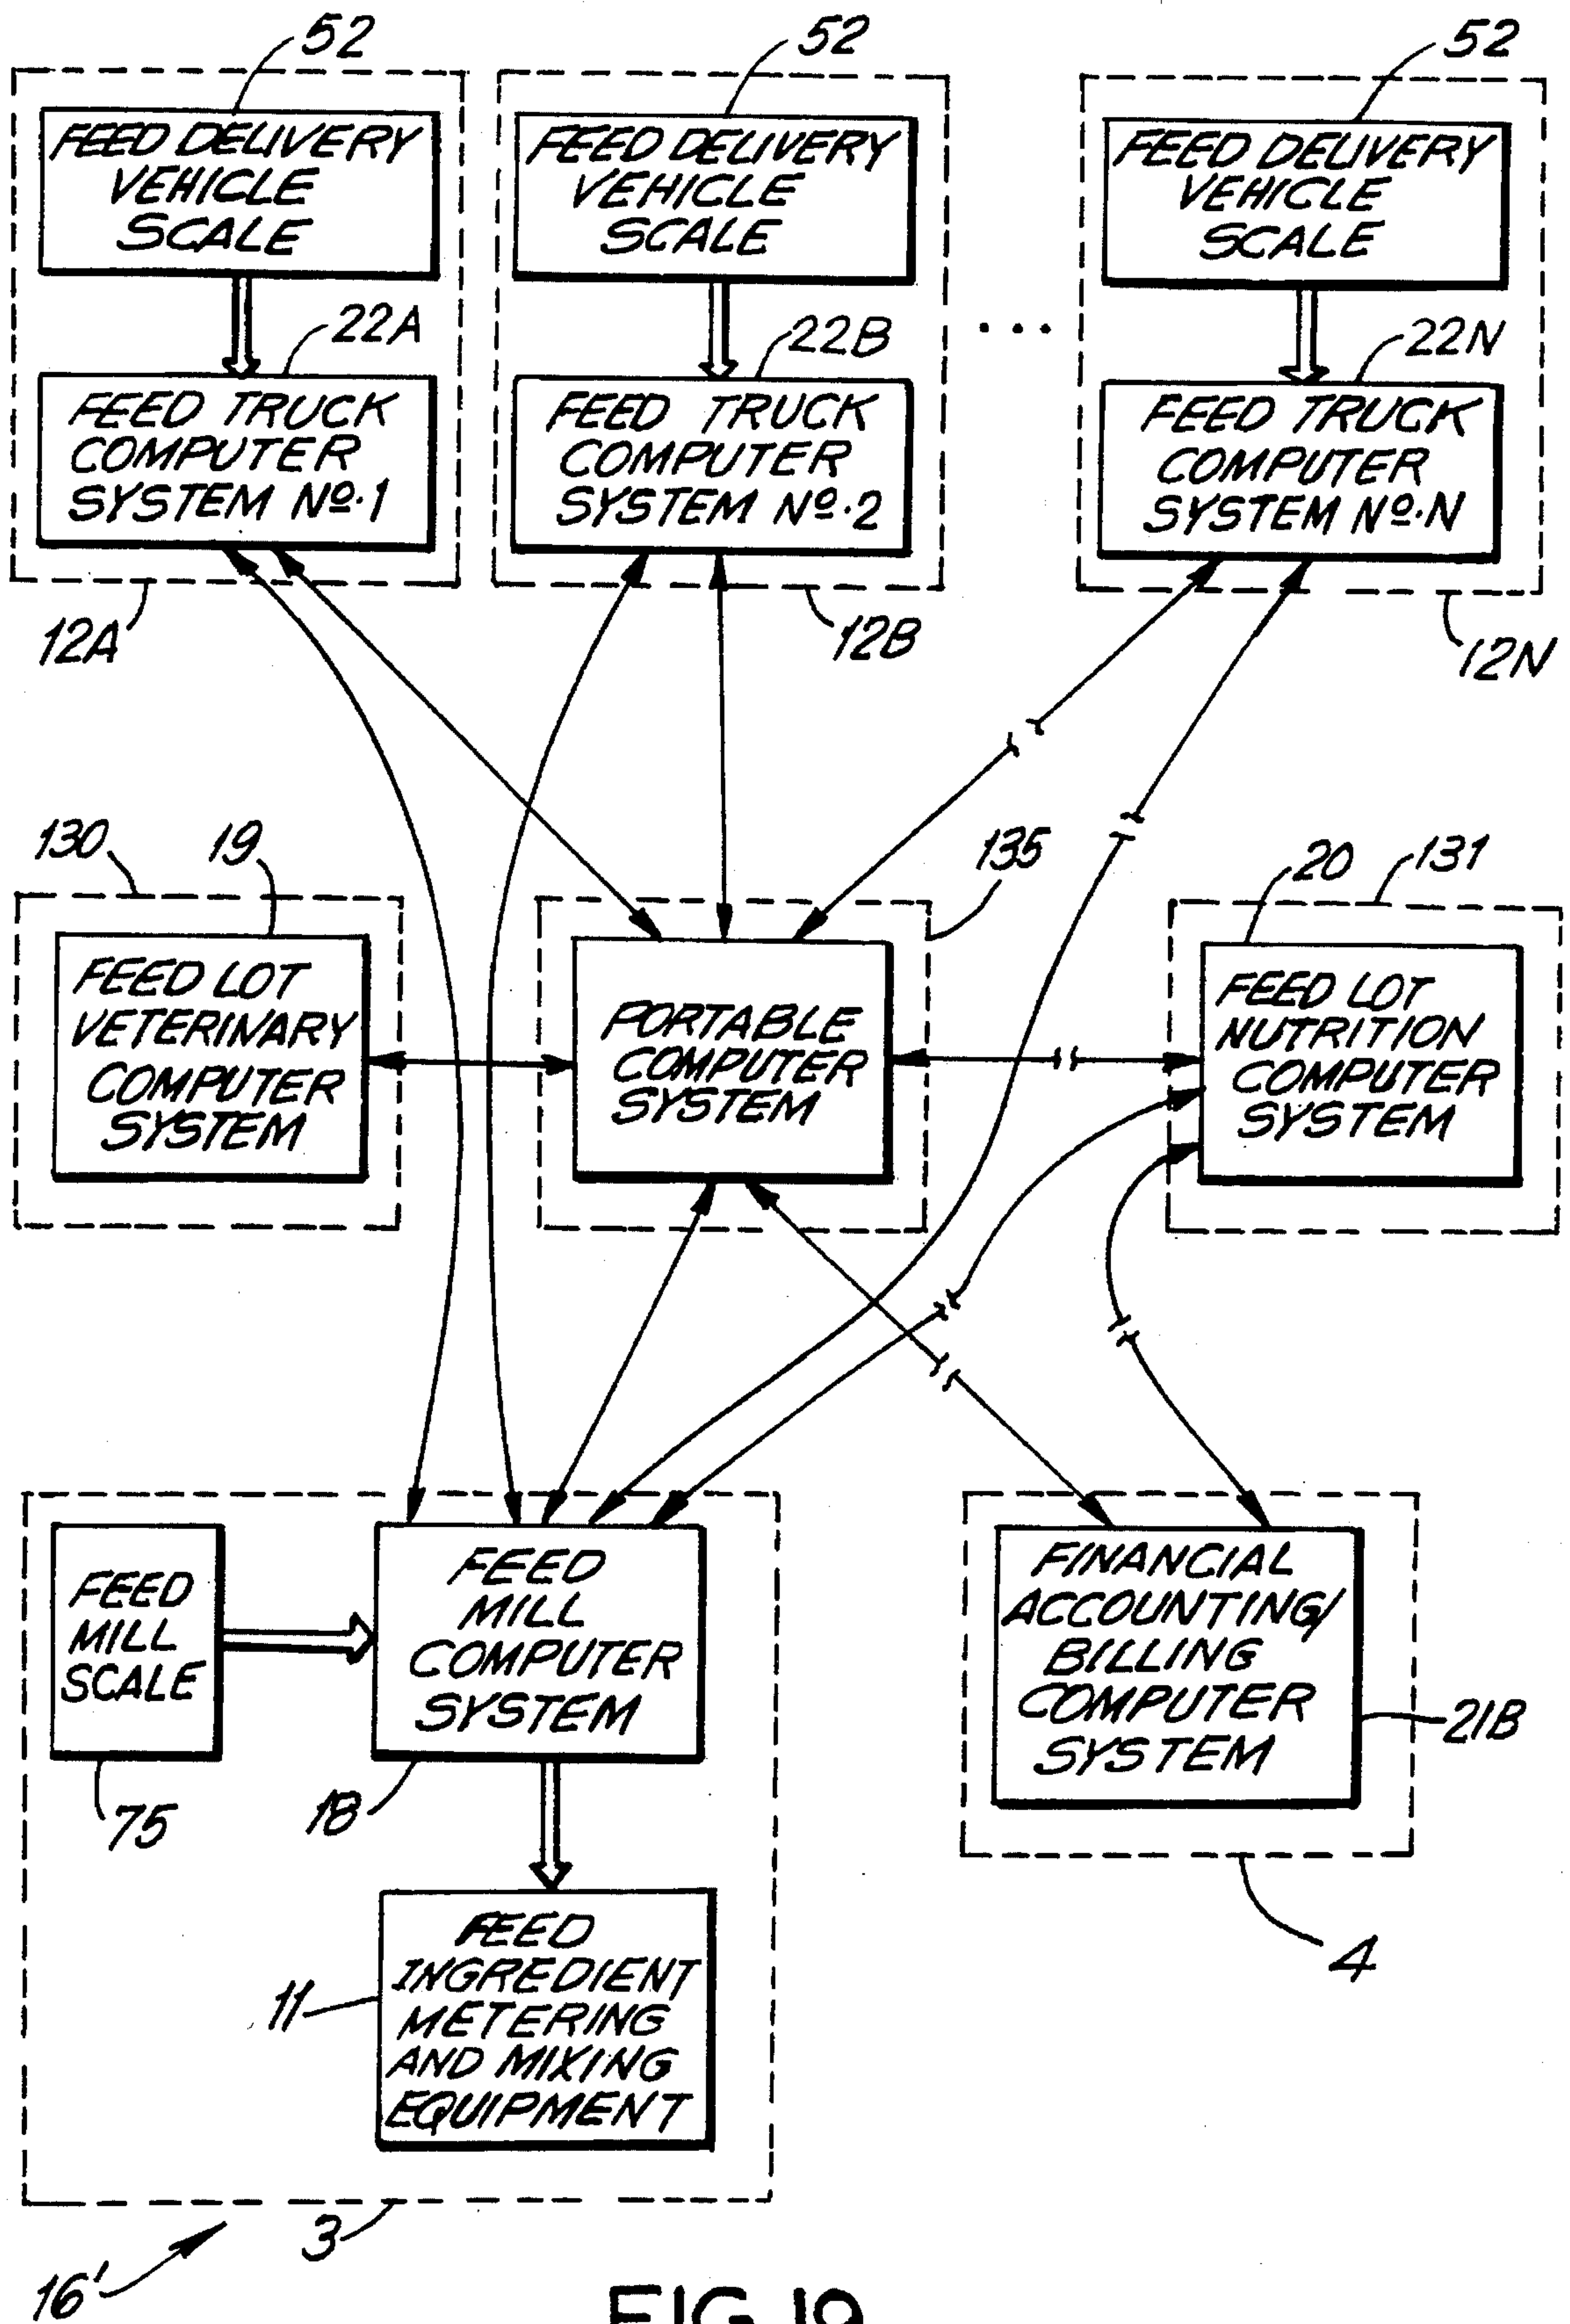 52
52
52
FEED DELIVERY
VEHICLE
SCALE
FEED DELIVERY
VEHICLE
SCALE
FEED DELIVERY
VEHICLE
SCALE
22A
22B
...
22N
FEED TRUCK
COMPUTER
SYSTEM Nº.1
FEED TRUCK
COMPUTER
SYSTEM Nº.2
FEED TRUCK
COMPUTER
SYSTEM Nº.N
12A
12B
12N
130
19
135
20
131
FEED LOT
VETERINARY
COMPUTER
SYSTEM
PORTABLE
COMPUTER
SYSTEM
FEED LOT
NUTRITION
COMPUTER
SYSTEM
FEED
MILL
SCALE
FEED
MILL
COMPUTER
SYSTEM
FINANCIAL
ACCOUNTING/
BILLING
COMPUTER
SYSTEM
21B
75
18
4
FEED
INGREDIENT
METERING
AND MIXING
EQUIPMENT
11
3
16'
FIG. 19